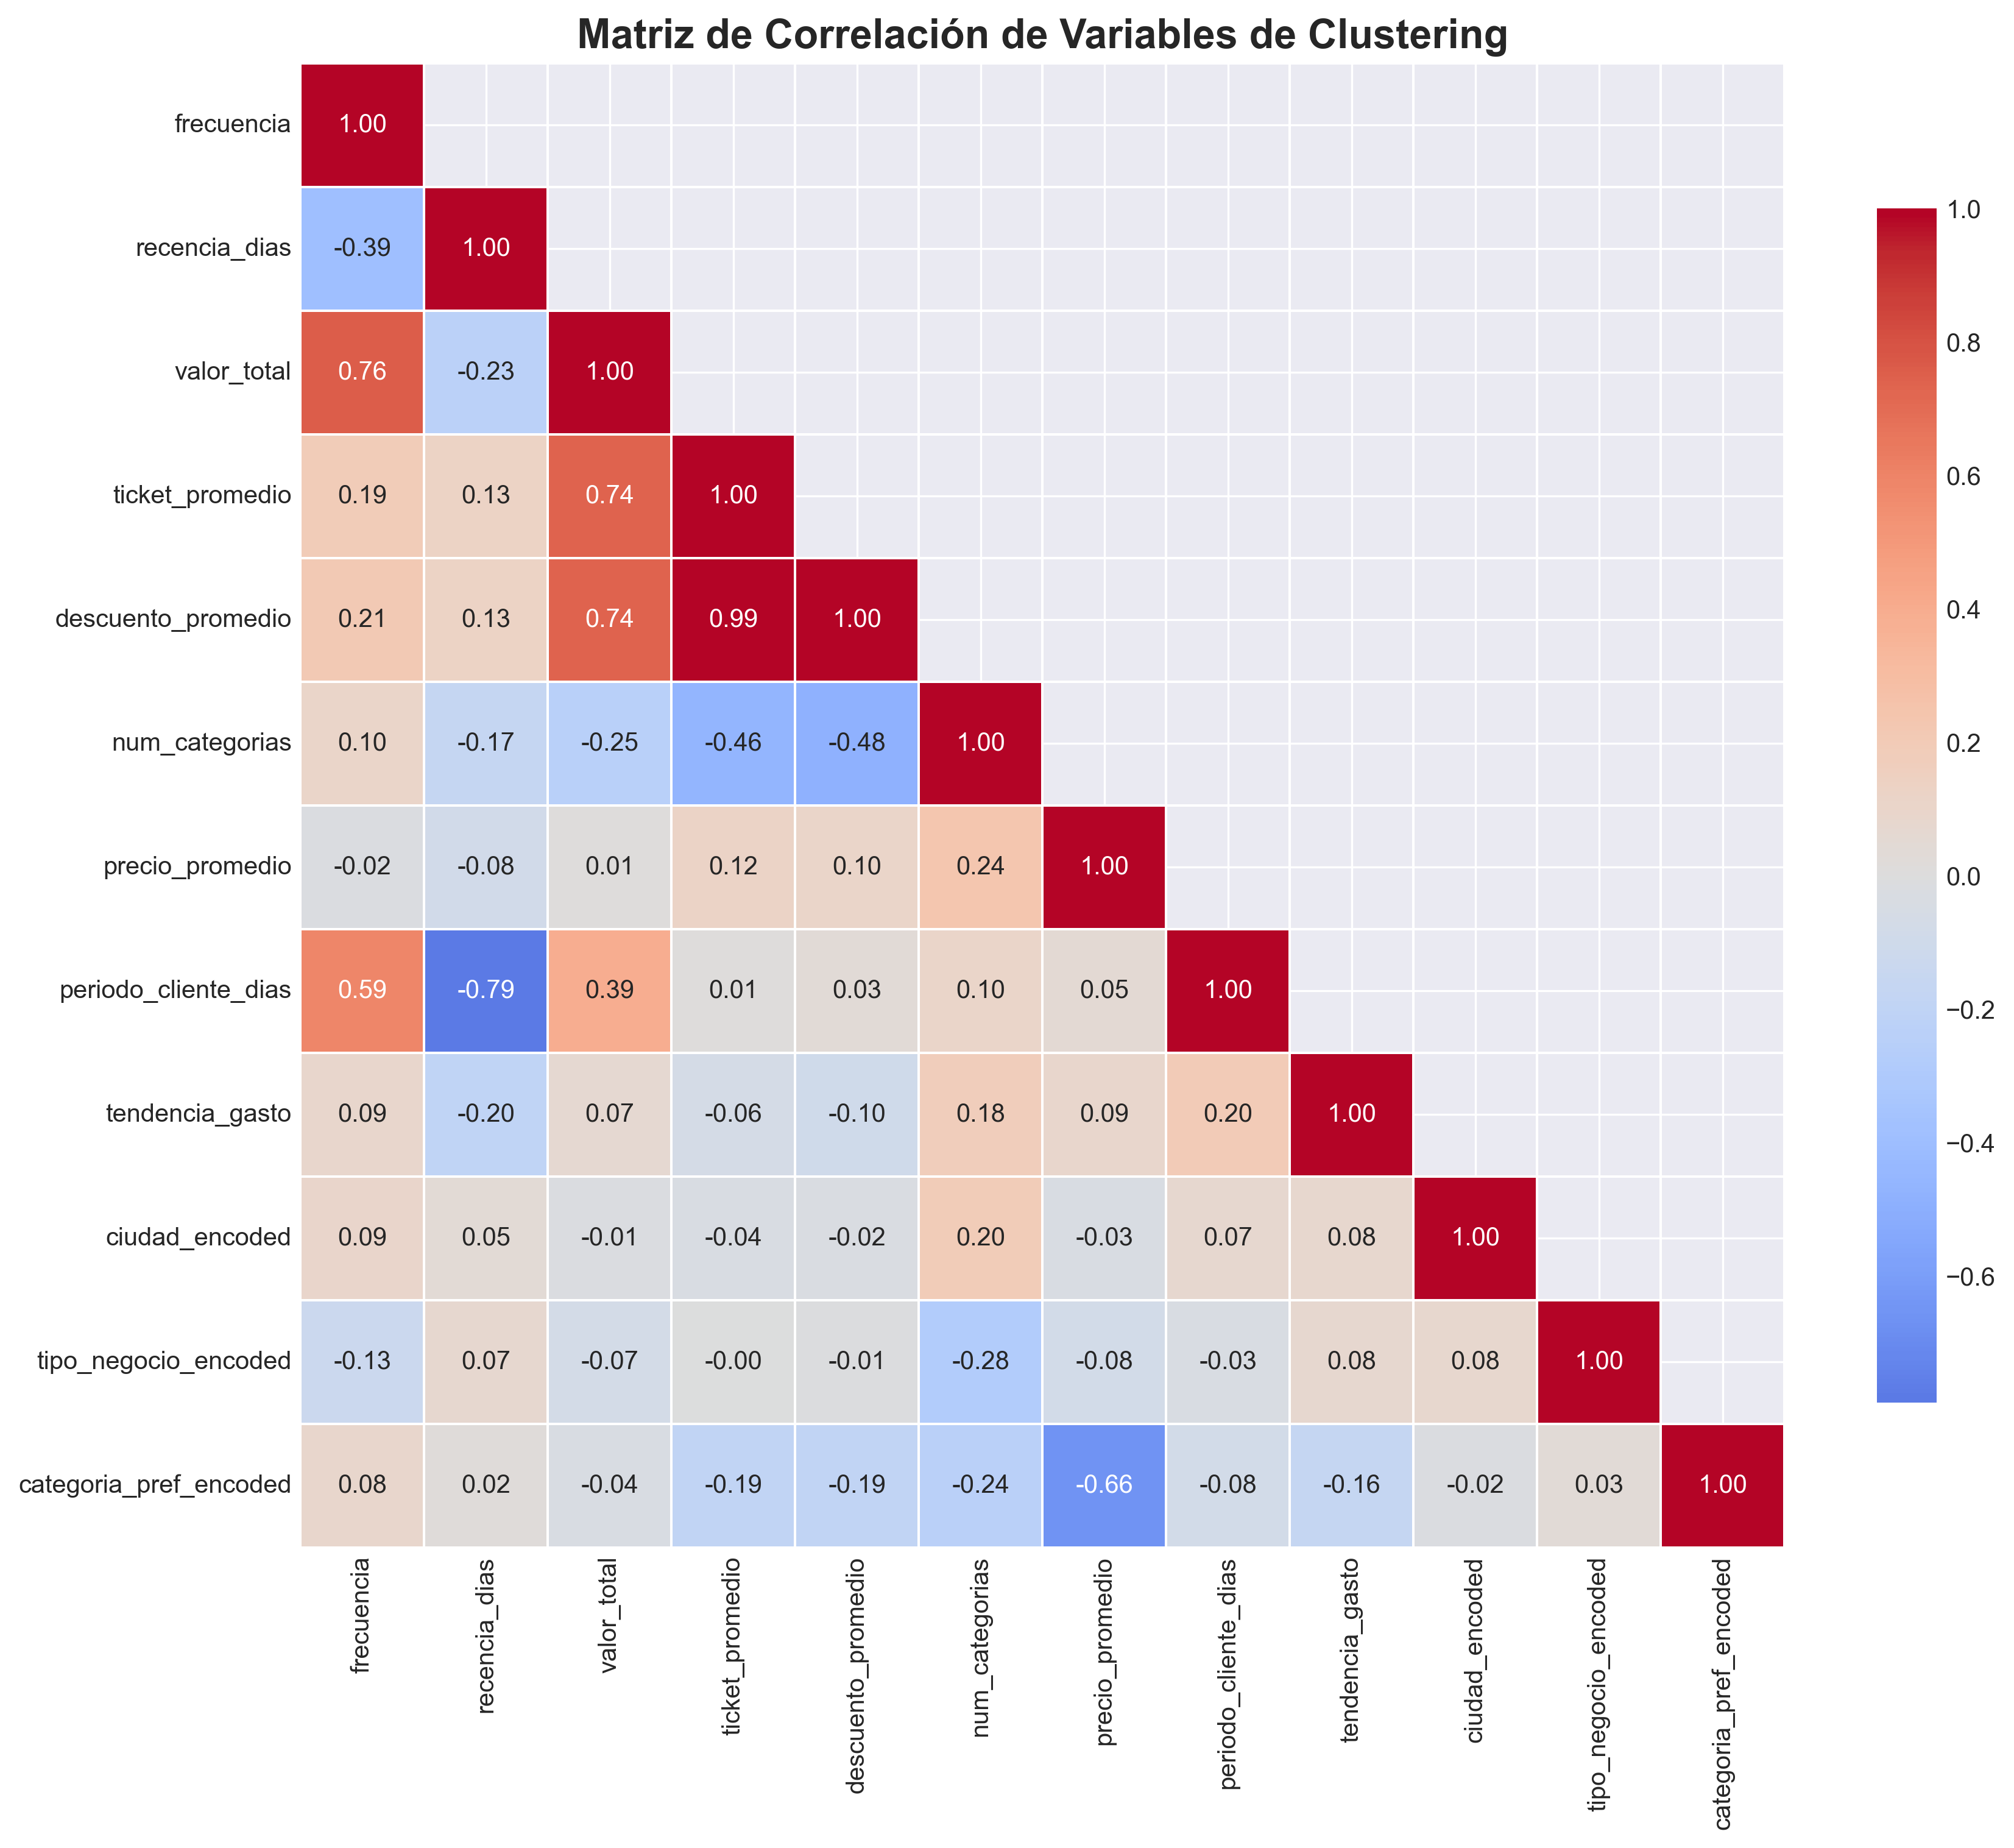 Matriz de Correlación de Variables de Clustering
frecuencia 1.00
recencia_dias -0.39 1.00
valor_total 0.76 -0.23 1.00
ticket_promedio 0.19 0.13 0.74 1.00
descuento_promedio 0.21 0.13 0.74 0.99 1.00
num_categorias 0.10 -0.17 -0.25 -0.46 -0.48 1.00
precio_promedio -0.02 -0.08 0.01 0.12 0.10 0.24 1.00
periodo_cliente_dias 0.59 -0.79 0.39 0.01 0.03 0.10 0.05 1.00
tendencia_gasto 0.09 -0.20 0.07 -0.06 -0.10 0.18 0.09 0.20 1.00
ciudad_encoded 0.09 0.05 -0.01 -0.04 -0.02 0.20 -0.03 0.07 0.08 1.00
tipo_negocio_encoded -0.13 0.07 -0.07 -0.00 -0.01 -0.28 -0.08 -0.03 0.08 0.08 1.00
categoria_pref_encoded 0.08 0.02 -0.04 -0.19 -0.19 -0.24 -0.66 -0.08 -0.16 -0.02 0.03 1.00
frecuencia
recencia_dias
valor_total
ticket_promedio
descuento_promedio
num_categorias
precio_promedio
periodo_cliente_dias
tendencia_gasto
ciudad_encoded
tipo_negocio_encoded
categoria_pref_encoded
1.0
0.8
0.6
0.4
0.2
0.0
−0.2
−0.4
−0.6